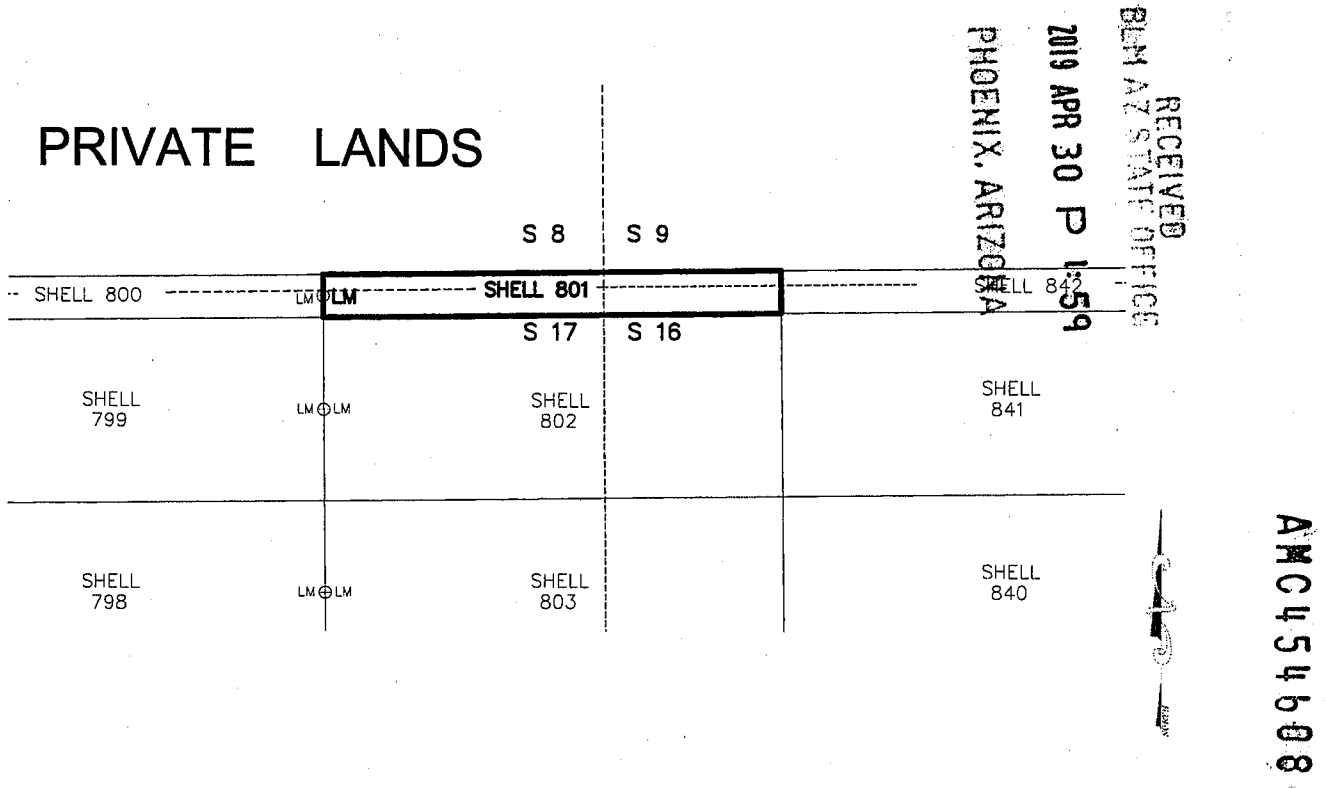 PRIVATE LANDS
S 8 S 9
SHELL 800 LM LM SHELL 801 SHELL 842
S 17 S 16
SHELL
799
LM LM
SHELL
802
SHELL
841
SHELL
798
LM LM
SHELL
803
SHELL
840
RECEIVED
BLM AZ STATE OFFICE
2019 APR 30 P 1:59
PHOENIX, ARIZONA
AMC454608